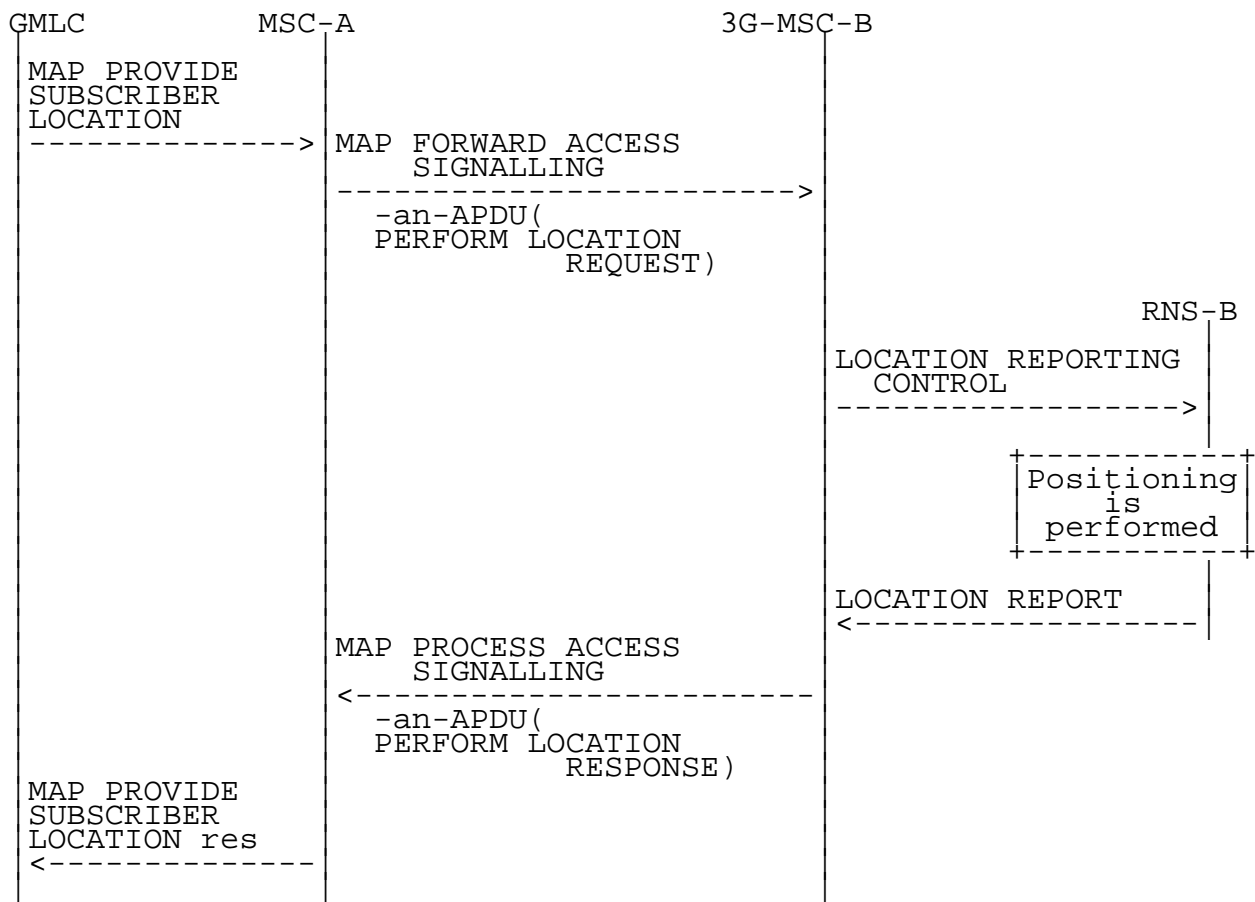 GMLC MSC-A 3G-MSC-B
MAP PROVIDE
SUBSCRIBER
LOCATION
MAP FORWARD ACCESS
SIGNALLING
-an-APDU(
PERFORM LOCATION
REQUEST)
RNS-B
LOCATION REPORTING
CONTROL
Positioning
is
performed
LOCATION REPORT
MAP PROCESS ACCESS
SIGNALLING
-an-APDU(
PERFORM LOCATION
RESPONSE)
MAP PROVIDE
SUBSCRIBER
LOCATION res